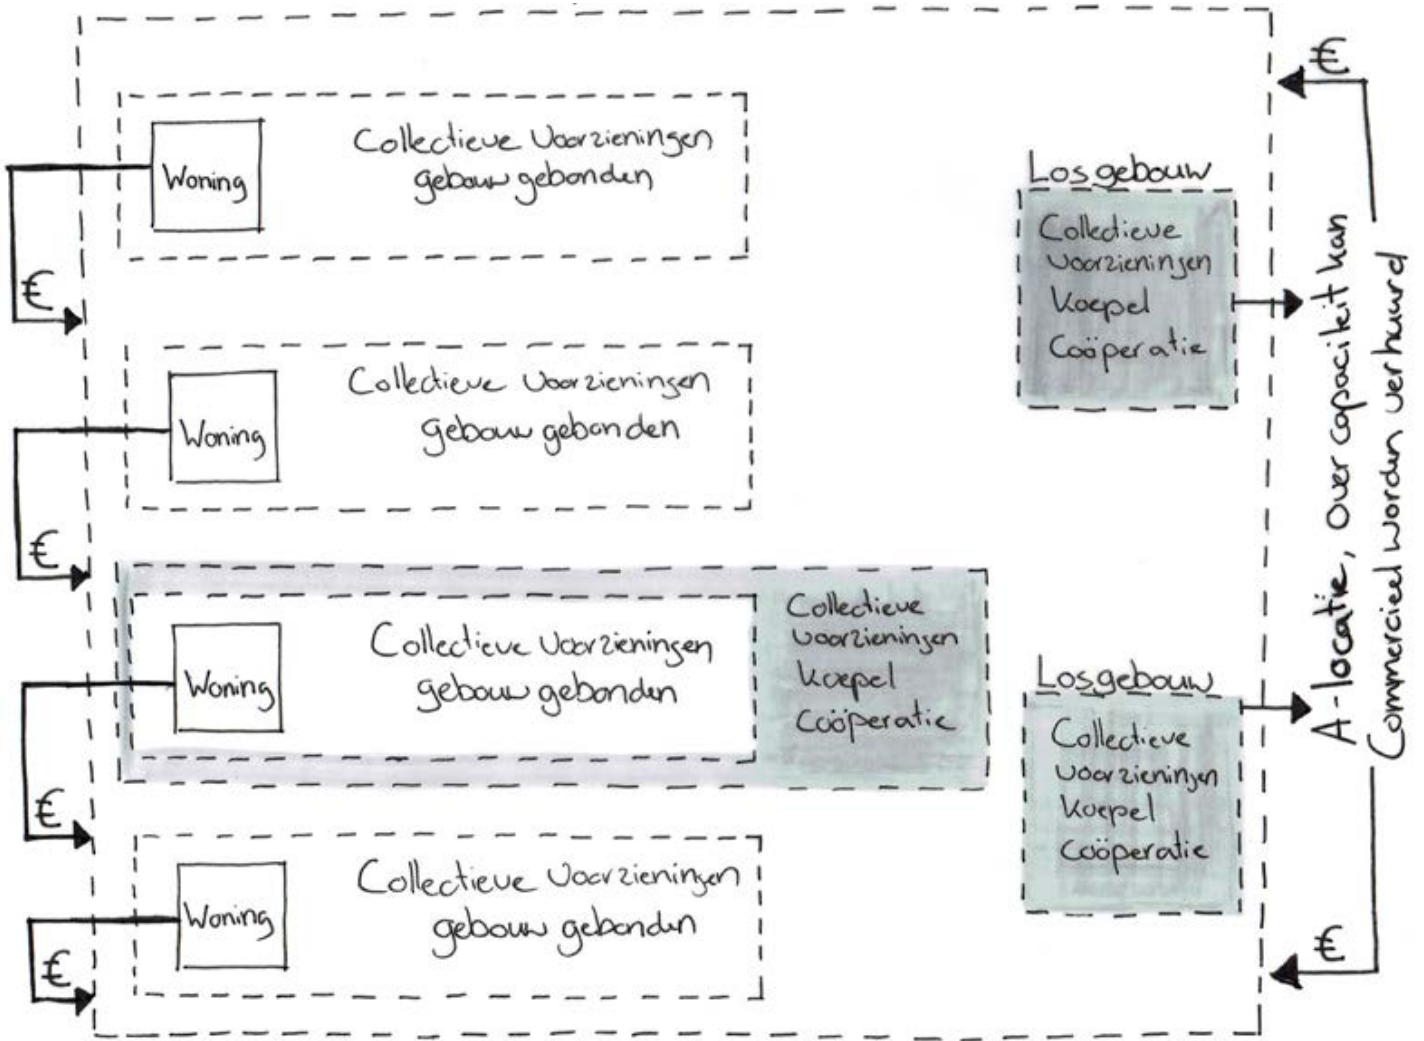 €
Woning
Collectieve Voorzieningen
gebouw gebonden
€
Woning
Collectieve Voorzieningen
gebouw gebonden
€
Woning
Collectieve Voorzieningen
gebouw gebonden
Collectieve
voorzieningen
koepel
Coöperatie
€
Woning
Collectieve Voorzieningen
gebouw gebonden
€
Los gebouw
Collectieve
voorzieningen
Koepel
Coöperatie
Los gebouw
Collectieve
voorzieningen
koepel
Coöperatie
A-locatie, over capaciteit kan
Commercieel worden verhuurd
€